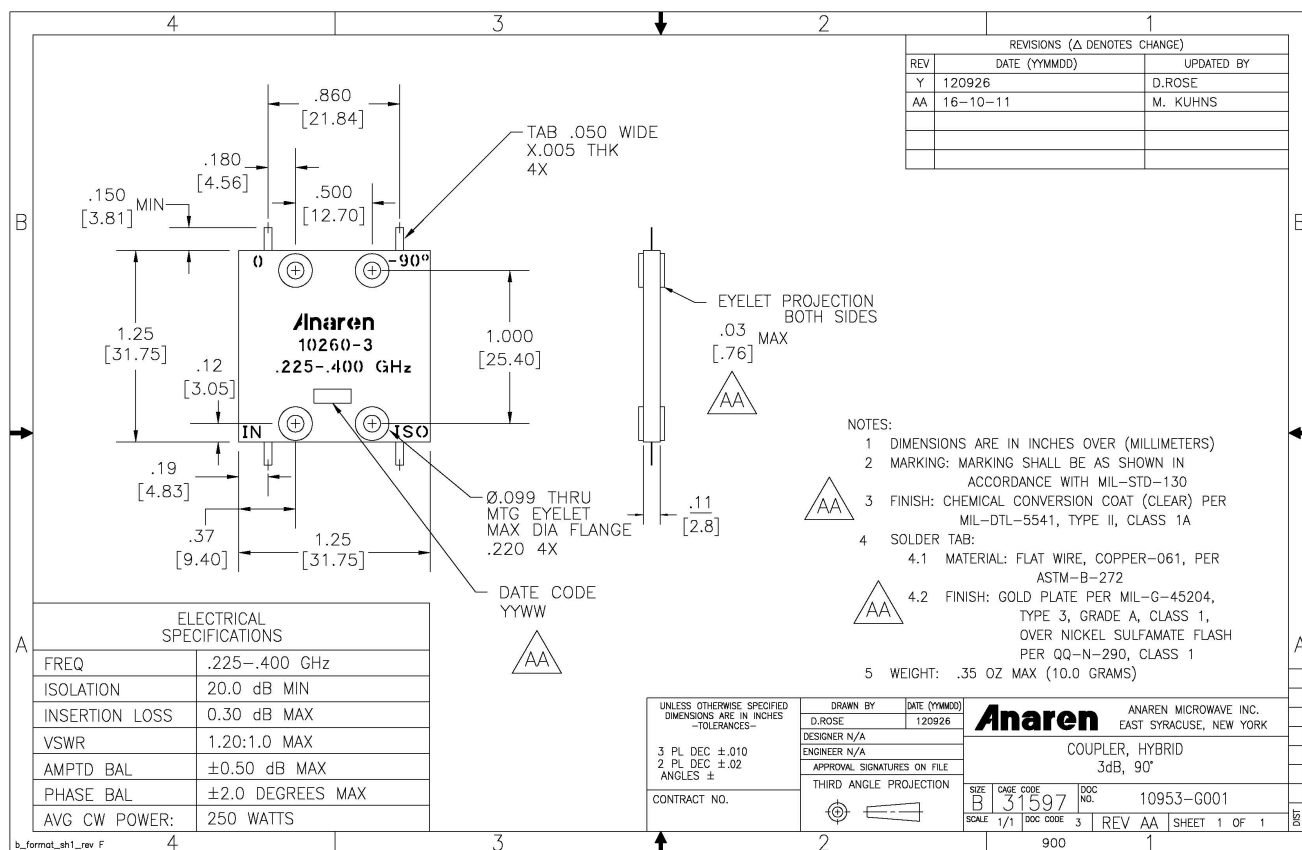 4 3 2 1
REVISIONS (△ DENOTES CHANGE)
REV DATE (YYMMDD) UPDATED BY
Y 120926 D.ROSE
AA 16-10-11 M. KUHNS
.860
[21.84]
TAB .050 WIDE
X.005 THK
4X
.180
[4.56]
.150 MIN
[3.81]
.500
[12.70]
B B
0 -90°
EYELET PROJECTION
BOTH SIDES
.03 MAX
[.76]
AA
Anaren
10260-3
.225-.400 GHz
1.25
[31.75]
1.000
[25.40]
.12
[3.05]
IN ISO
.19
[4.83]
.37
[9.40]
1.25
[31.75]
Ø.099 THRU
MTG EYELET
MAX DIA FLANGE
.220 4X
.11
[2.8]
DATE CODE
YYWW
AA
NOTES:
1 DIMENSIONS ARE IN INCHES OVER (MILLIMETERS)
2 MARKING: MARKING SHALL BE AS SHOWN IN
ACCORDANCE WITH MIL-STD-130
AA
3 FINISH: CHEMICAL CONVERSION COAT (CLEAR) PER
MIL-DTL-5541, TYPE II, CLASS 1A
4 SOLDER TAB:
4.1 MATERIAL: FLAT WIRE, COPPER-061, PER
ASTM-B-272
AA
4.2 FINISH: GOLD PLATE PER MIL-G-45204,
TYPE 3, GRADE A, CLASS 1,
OVER NICKEL SULFAMATE FLASH
PER QQ-N-290, CLASS 1
5 WEIGHT: .35 OZ MAX (10.0 GRAMS)
A A
ELECTRICAL
SPECIFICATIONS
FREQ .225-.400 GHz
ISOLATION 20.0 dB MIN
INSERTION LOSS 0.30 dB MAX
VSWR 1.20:1.0 MAX
AMPTD BAL ±0.50 dB MAX
PHASE BAL ±2.0 DEGREES MAX
AVG CW POWER: 250 WATTS
UNLESS OTHERWISE SPECIFIED
DIMENSIONS ARE IN INCHES
-TOLERANCES-
3 PL DEC ±.010
2 PL DEC ±.02
ANGLES ±
CONTRACT NO.
DRAWN BY DATE (YYMMDD)
D.ROSE 120926
DESIGNER N/A
ENGINEER N/A
APPROVAL SIGNATURES ON FILE
THIRD ANGLE PROJECTION
Anaren
ANAREN MICROWAVE INC.
EAST SYRACUSE, NEW YORK
COUPLER, HYBRID
3dB, 90°
SIZE B CAGE CODE 31597 DOC NO. 10953-G001
SCALE 1/1 DOC CODE 3 REV AA SHEET 1 OF 1
DIST
b_format_sh1_rev F
4 3 2 900 1